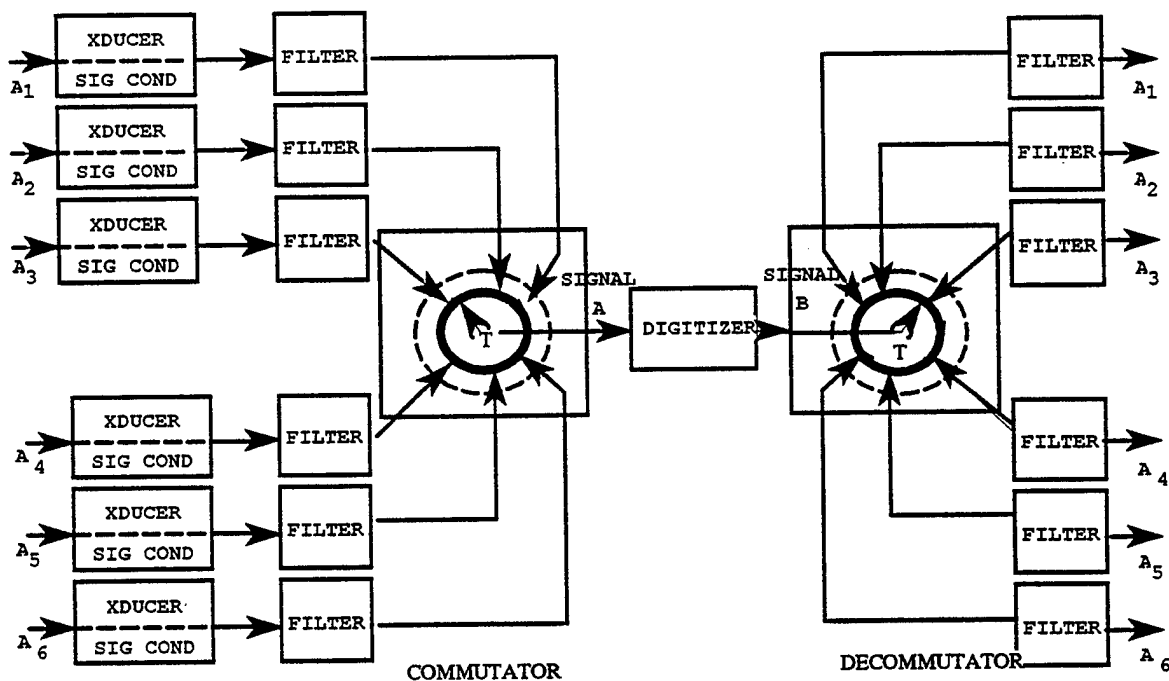 XDUCER
SIG COND
FILTER
A1
XDUCER
SIG COND
FILTER
A2
XDUCER
SIG COND
FILTER
A3
XDUCER
SIG COND
FILTER
A4
XDUCER
SIG COND
FILTER
A5
XDUCER
SIG COND
FILTER
A6
T
COMMUTATOR
SIGNAL
A
DIGITIZER
SIGNAL
B
T
DECOMMUTATOR
FILTER
A1
FILTER
A2
FILTER
A3
FILTER
A4
FILTER
A5
FILTER
A6